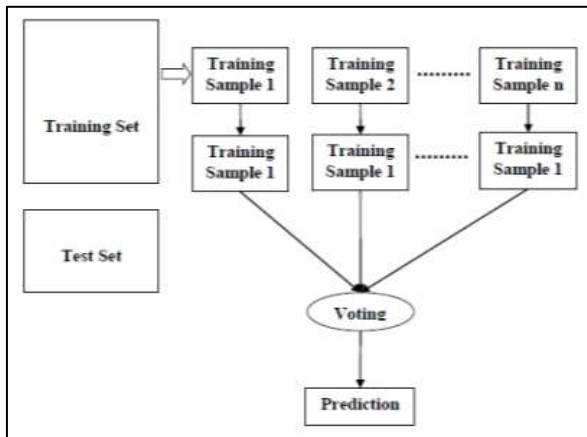 Training Set
Training
Sample 1
Training
Sample 2
Training
Sample n
Training
Sample 1
Training
Sample 1
Training
Sample 1
Test Set
Voting
Prediction